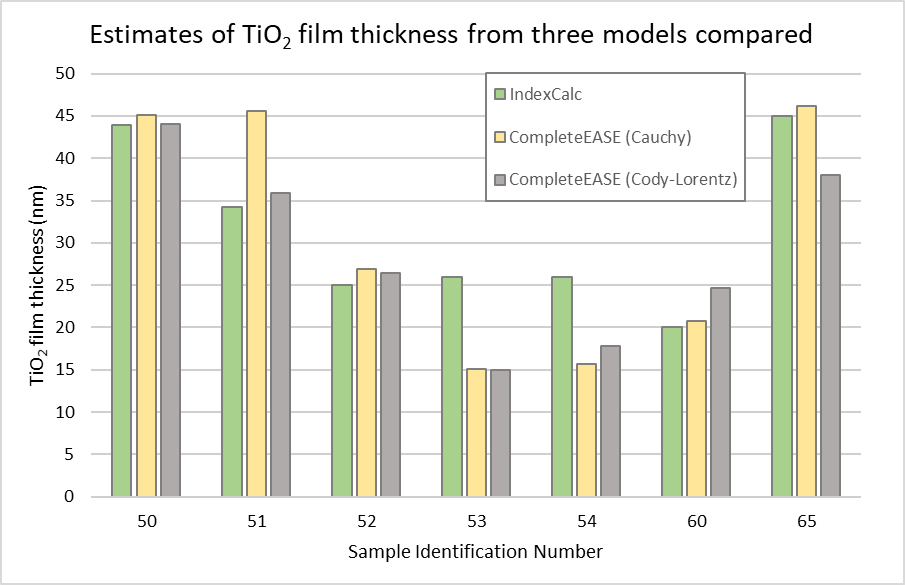 Estimates of TiO₂ film thickness from three models compared
TiO₂ film thickness (nm)
50
45
40
35
30
25
20
15
10
5
0
IndexCalc
CompleteEASE (Cauchy)
CompleteEASE (Cody-Lorentz)
50 51 52 53 54 60 65
Sample Identification Number